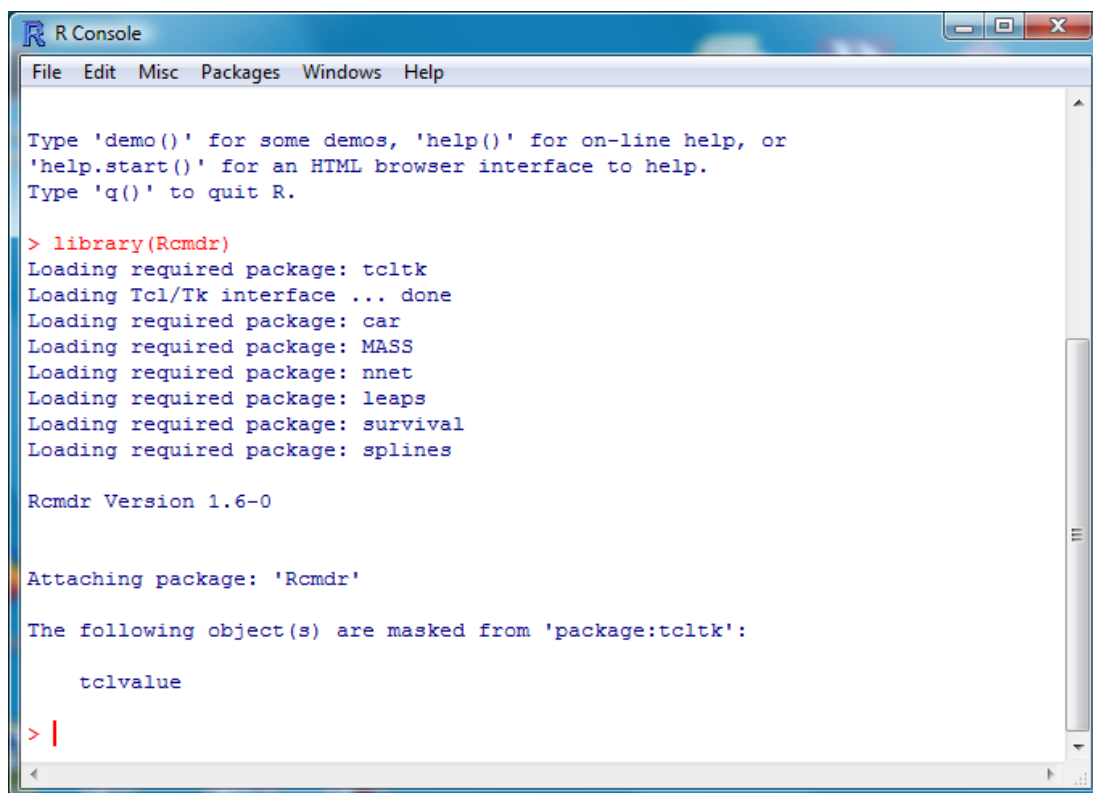 R Console
File Edit Misc Packages Windows Help
Type 'demo()' for some demos, 'help()' for on-line help, or
'help.start()' for an HTML browser interface to help.
Type 'q()' to quit R.
> library(Rcmdr)
Loading required package: tcltk
Loading Tcl/Tk interface ... done
Loading required package: car
Loading required package: MASS
Loading required package: nnet
Loading required package: leaps
Loading required package: survival
Loading required package: splines
Rcmdr Version 1.6-0
Attaching package: 'Rcmdr'
The following object(s) are masked from 'package:tcltk':
tclvalue
>